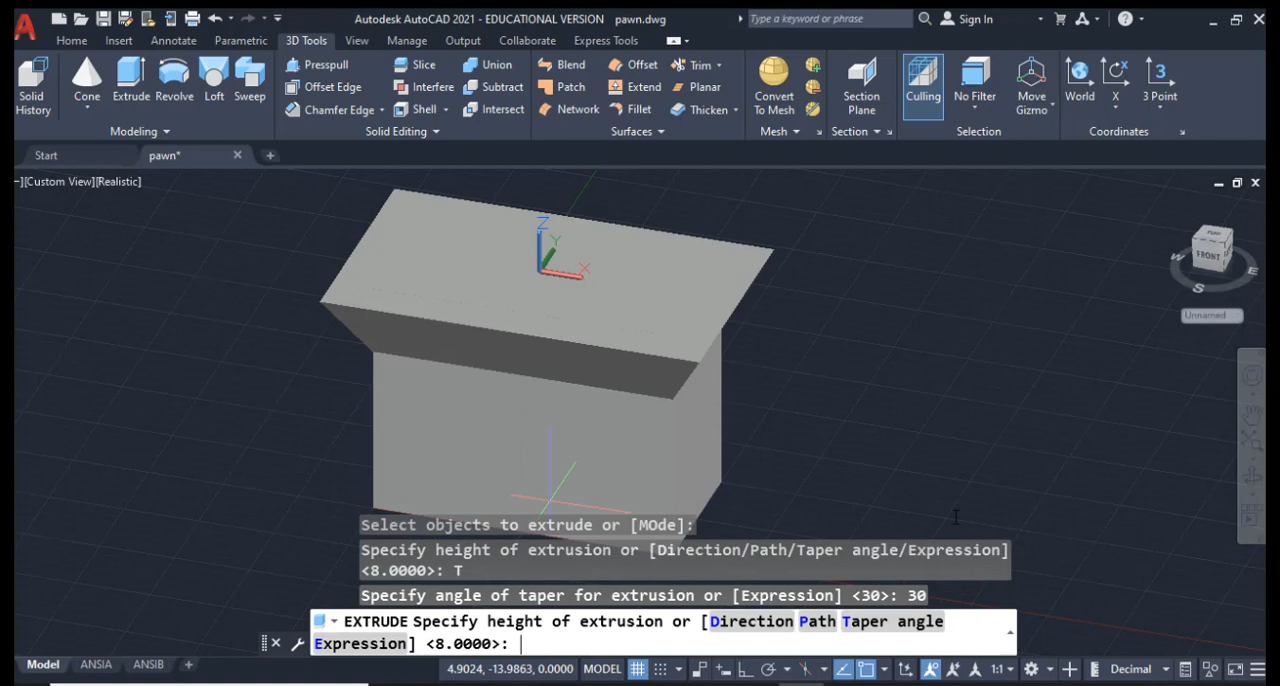 Autodesk AutoCAD 2021 - EDUCATIONAL VERSION pawn.dwg
Type a keyword or phrase
Sign In
Home Insert Annotate Parametric 3D Tools View Manage Output Collaborate Express Tools
Solid History
Cone
Extrude
Revolve
Loft
Sweep
Modeling
Presspull
Offset Edge
Chamfer Edge
Slice
Interfere
Shell
Union
Subtract
Intersect
Solid Editing
Blend
Patch
Network
Offset
Extend
Fillet
Trim
Planar
Thicken
Surfaces
Convert To Mesh
Mesh
Section Plane
Section
Culling
No Filter
Move Gizmo
Selection
World
X
3 Point
Coordinates
Start
pawn*
–][Custom View][Realistic]
Z
Y
X
FRONT
W
E
S
Unnamed
Select objects to extrude or [MOde]:
Specify height of extrusion or [Direction/Path/Taper angle/Expression]
<8.0000>: T
Specify angle of taper for extrusion or [Expression] <30>: 30
EXTRUDE Specify height of extrusion or [Direction Path Taper angle
Expression] <8.0000>:
Model ANSIA ANSIB
4.9024, -13.9863, 0.0000 MODEL
1:1
Decimal